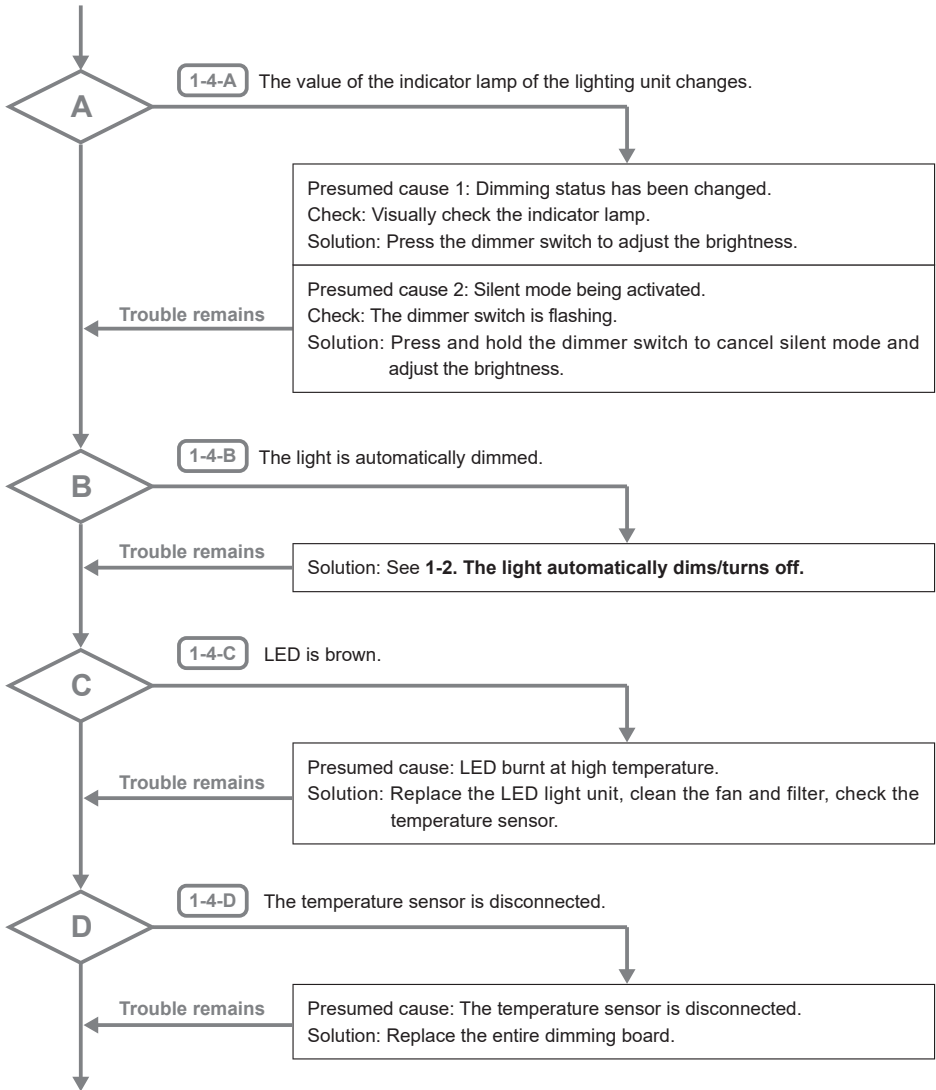 A
1-4-A The value of the indicator lamp of the lighting unit changes.
Presumed cause 1: Dimming status has been changed.
Check: Visually check the indicator lamp.
Solution: Press the dimmer switch to adjust the brightness.
Presumed cause 2: Silent mode being activated.
Check: The dimmer switch is flashing.
Solution: Press and hold the dimmer switch to cancel silent mode and
adjust the brightness.
Trouble remains
B
1-4-B The light is automatically dimmed.
Solution: See 1-2. The light automatically dims/turns off.
Trouble remains
C
1-4-C LED is brown.
Presumed cause: LED burnt at high temperature.
Solution: Replace the LED light unit, clean the fan and filter, check the
temperature sensor.
Trouble remains
D
1-4-D The temperature sensor is disconnected.
Presumed cause: The temperature sensor is disconnected.
Solution: Replace the entire dimming board.
Trouble remains